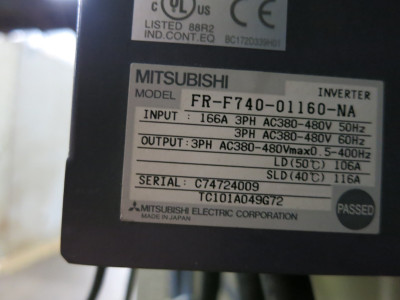 c UL US
LISTED 88R2
IND.CONT.EQ
CE
MITSUBISHI
INVERTER
MODEL FR-F740-01160-NA
INPUT : 166A 3PH AC380-480V 50Hz
3PH AC380-480V 60Hz
OUTPUT:3PH AC380-480Vmax0.5-400Hz
LD(50℃) 106A
SLD(40℃) 116A
SERIAL: C74724009
TC101A049G72
PASSED
MITSUBISHI ELECTRIC CORPORATION
MADE IN JAPAN